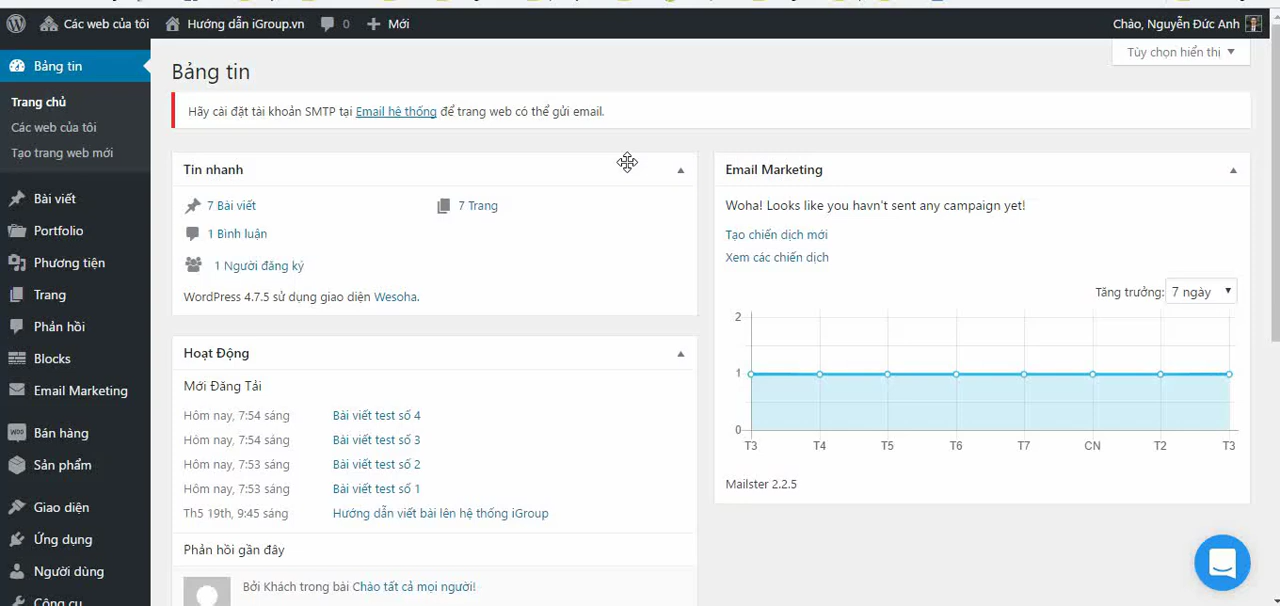 Các web của tôi Hướng dẫn iGroup.vn 0 Mới Chào, Nguyễn Đức Anh
Tùy chọn hiển thị
Bảng tin
Trang chủ
Các web của tôi
Tạo trang web mới
Bài viết
Portfolio
Phương tiện
Trang
Phản hồi
Blocks
Email Marketing
Bán hàng
Sản phẩm
Giao diện
Ứng dụng
Người dùng
Công cụ
Bảng tin
Hãy cài đặt tài khoản SMTP tại Email hệ thống để trang web có thể gửi email.
Tin nhanh
7 Bài viết 7 Trang
1 Bình luận
1 Người đăng ký
WordPress 4.7.5 sử dụng giao diện Wesoha.
Hoạt Động
Mới Đăng Tải
Hôm nay, 7:54 sáng Bài viết test số 4
Hôm nay, 7:54 sáng Bài viết test số 3
Hôm nay, 7:53 sáng Bài viết test số 2
Hôm nay, 7:53 sáng Bài viết test số 1
Th5 19th, 9:45 sáng Hướng dẫn viết bài lên hệ thống iGroup
Phản hồi gần đây
Bởi Khách trong bài Chào tất cả mọi người!
Email Marketing
Woha! Looks like you havn't sent any campaign yet!
Tạo chiến dịch mới
Xem các chiến dịch
Tăng trưởng: 7 ngày
2
1
0
T3 T4 T5 T6 T7 CN T2 T3
Mailster 2.2.5